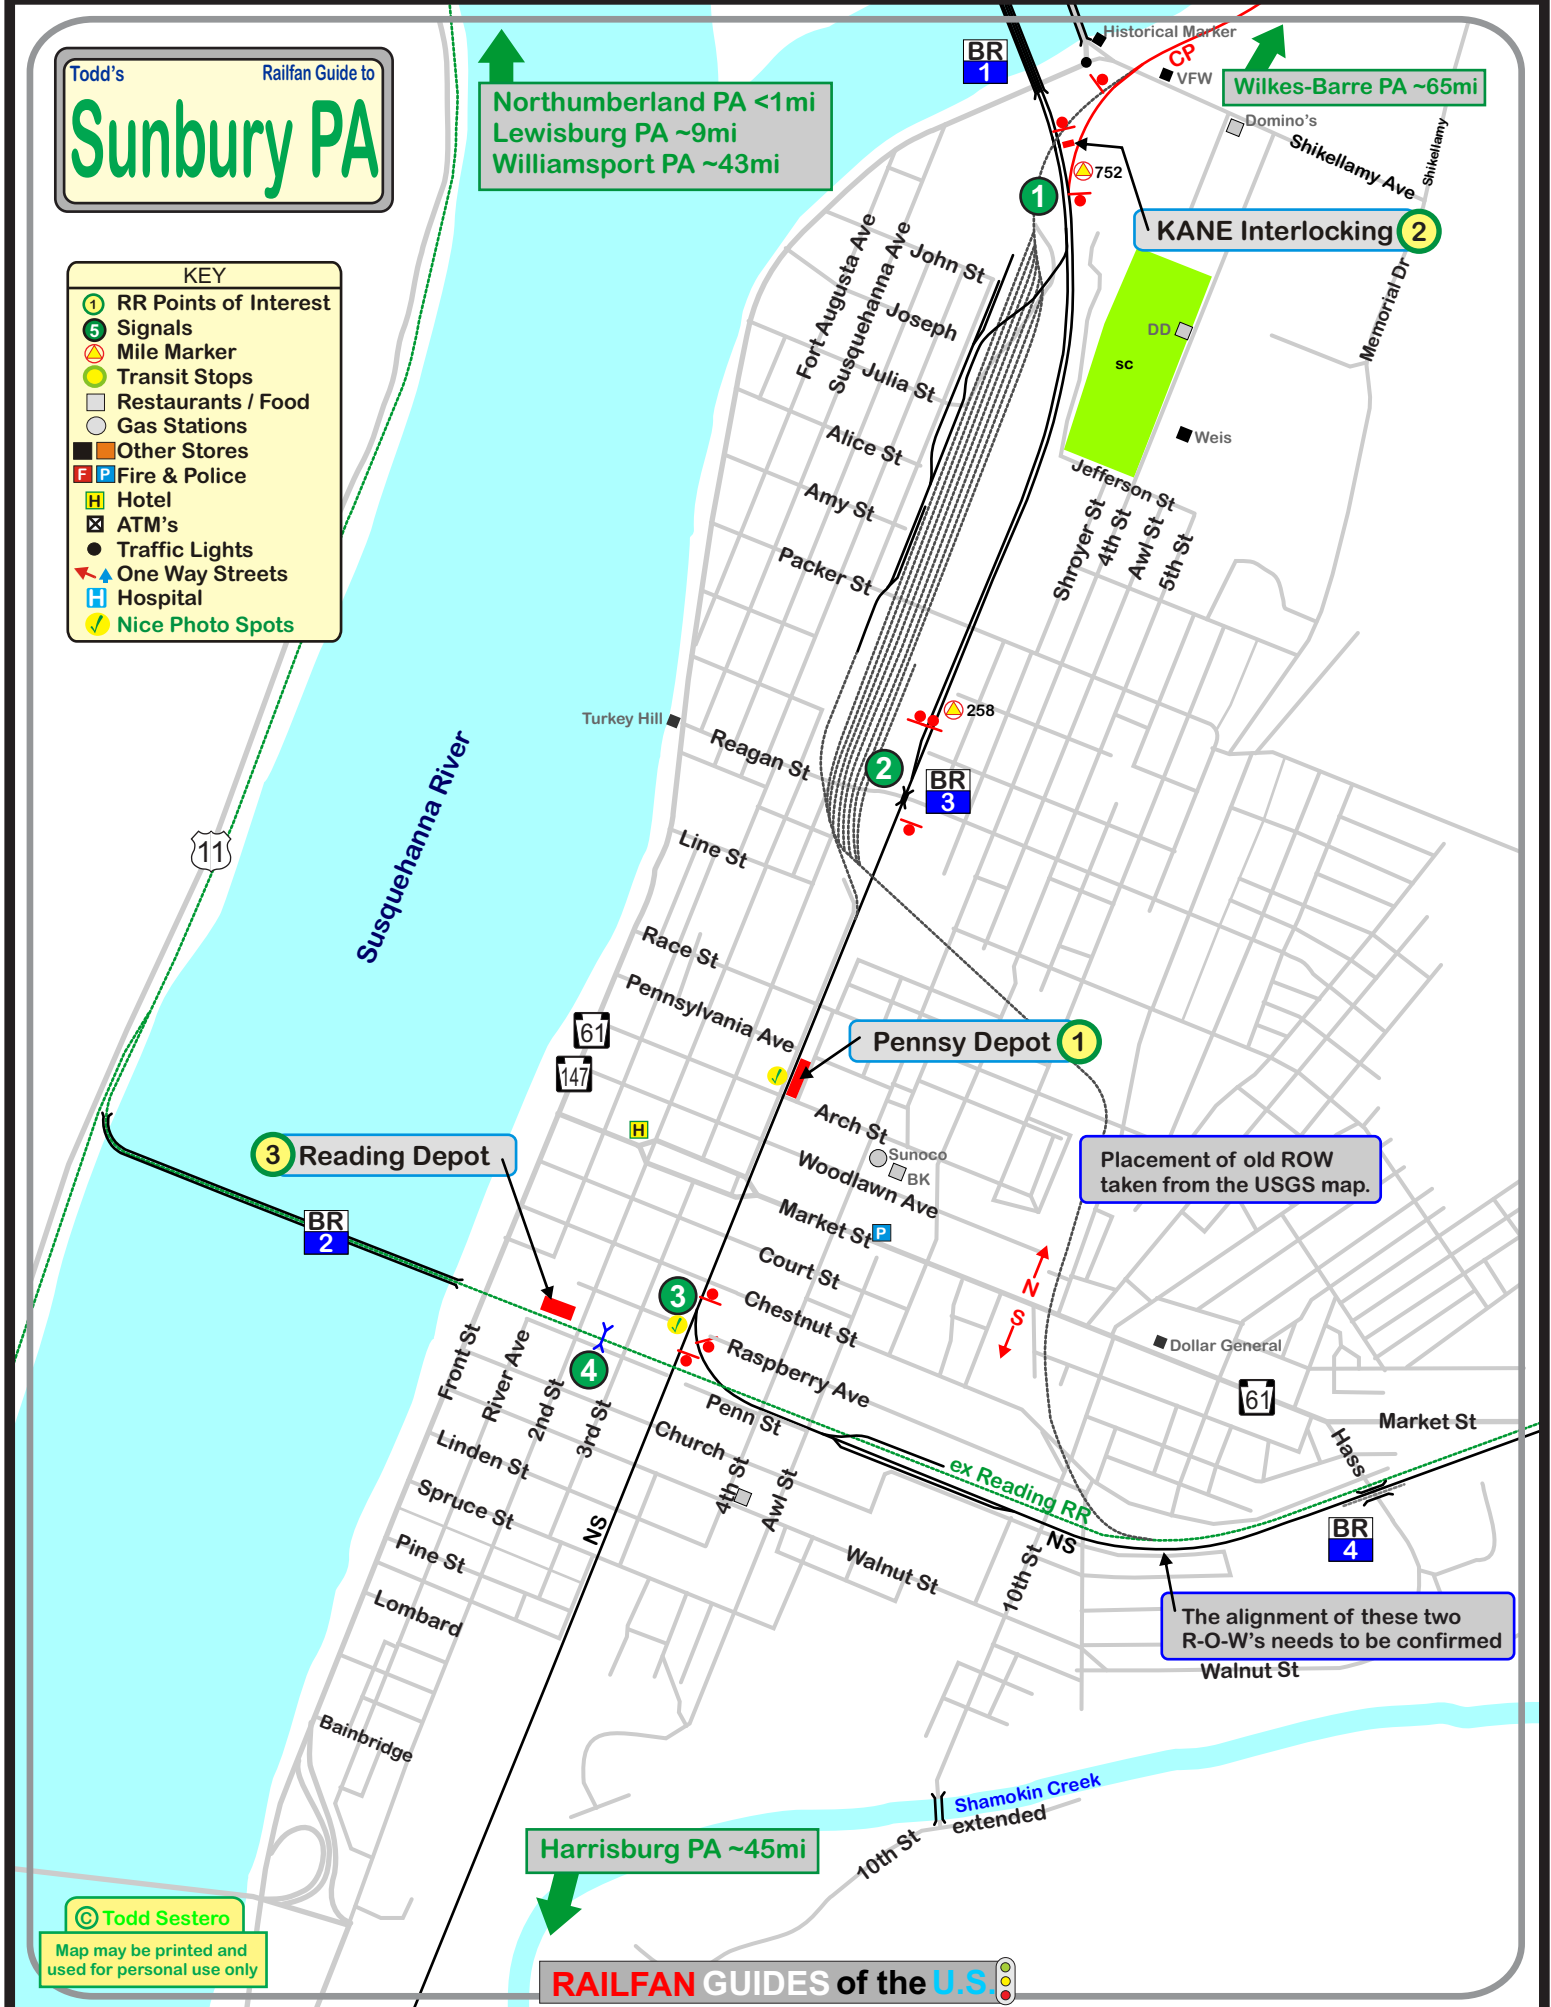 Todd's
Railfan Guide to
Sunbury PA
Northumberland PA <1mi
Lewisburg PA ~9mi
Williamsport PA ~43mi
BR
1
Historical Marker
CP
VFW
Wilkes-Barre PA ~65mi
Domino's
Shikellamy Ave
Shikellamy
752
1
KANE Interlocking 2
KEY
1 RR Points of Interest
5 Signals
Mile Marker
Transit Stops
Restaurants / Food
Gas Stations
Other Stores
F P Fire & Police
H Hotel
ATM's
Traffic Lights
One Way Streets
H Hospital
Nice Photo Spots
Fort Augusta Ave
Susquehanna Ave
John St
Joseph
Julia St
Alice St
Amy St
Packer St
Memorial Dr
DD
sc
Weis
Jefferson St
Shroyer St
4th St
Awl St
5th St
Turkey Hill
258
Reagan St
2
BR
3
Line St
11
Susquehanna River
Race St
Pennsylvania Ave
61
147
Pennsy Depot 1
H
Arch St
Sunoco
BK
Woodlawn Ave
Market St
P
Court St
Chestnut St
Raspberry Ave
3 Reading Depot
BR
2
Placement of old ROW
taken from the USGS map.
N
S
3
4
Dollar General
61
Market St
Hass
Front St
River Ave
2nd St
3rd St
Penn St
Church
4th St
Awl St
Linden St
Spruce St
Pine St
Lombard
Bainbridge
NS
ex Reading RR
NS
10th St
Walnut St
BR
4
The alignment of these two
R-O-W's needs to be confirmed
Walnut St
Shamokin Creek
10th St
extended
Harrisburg PA ~45mi
© Todd Sestero
Map may be printed and
used for personal use only
RAILFAN GUIDES of the U.S.